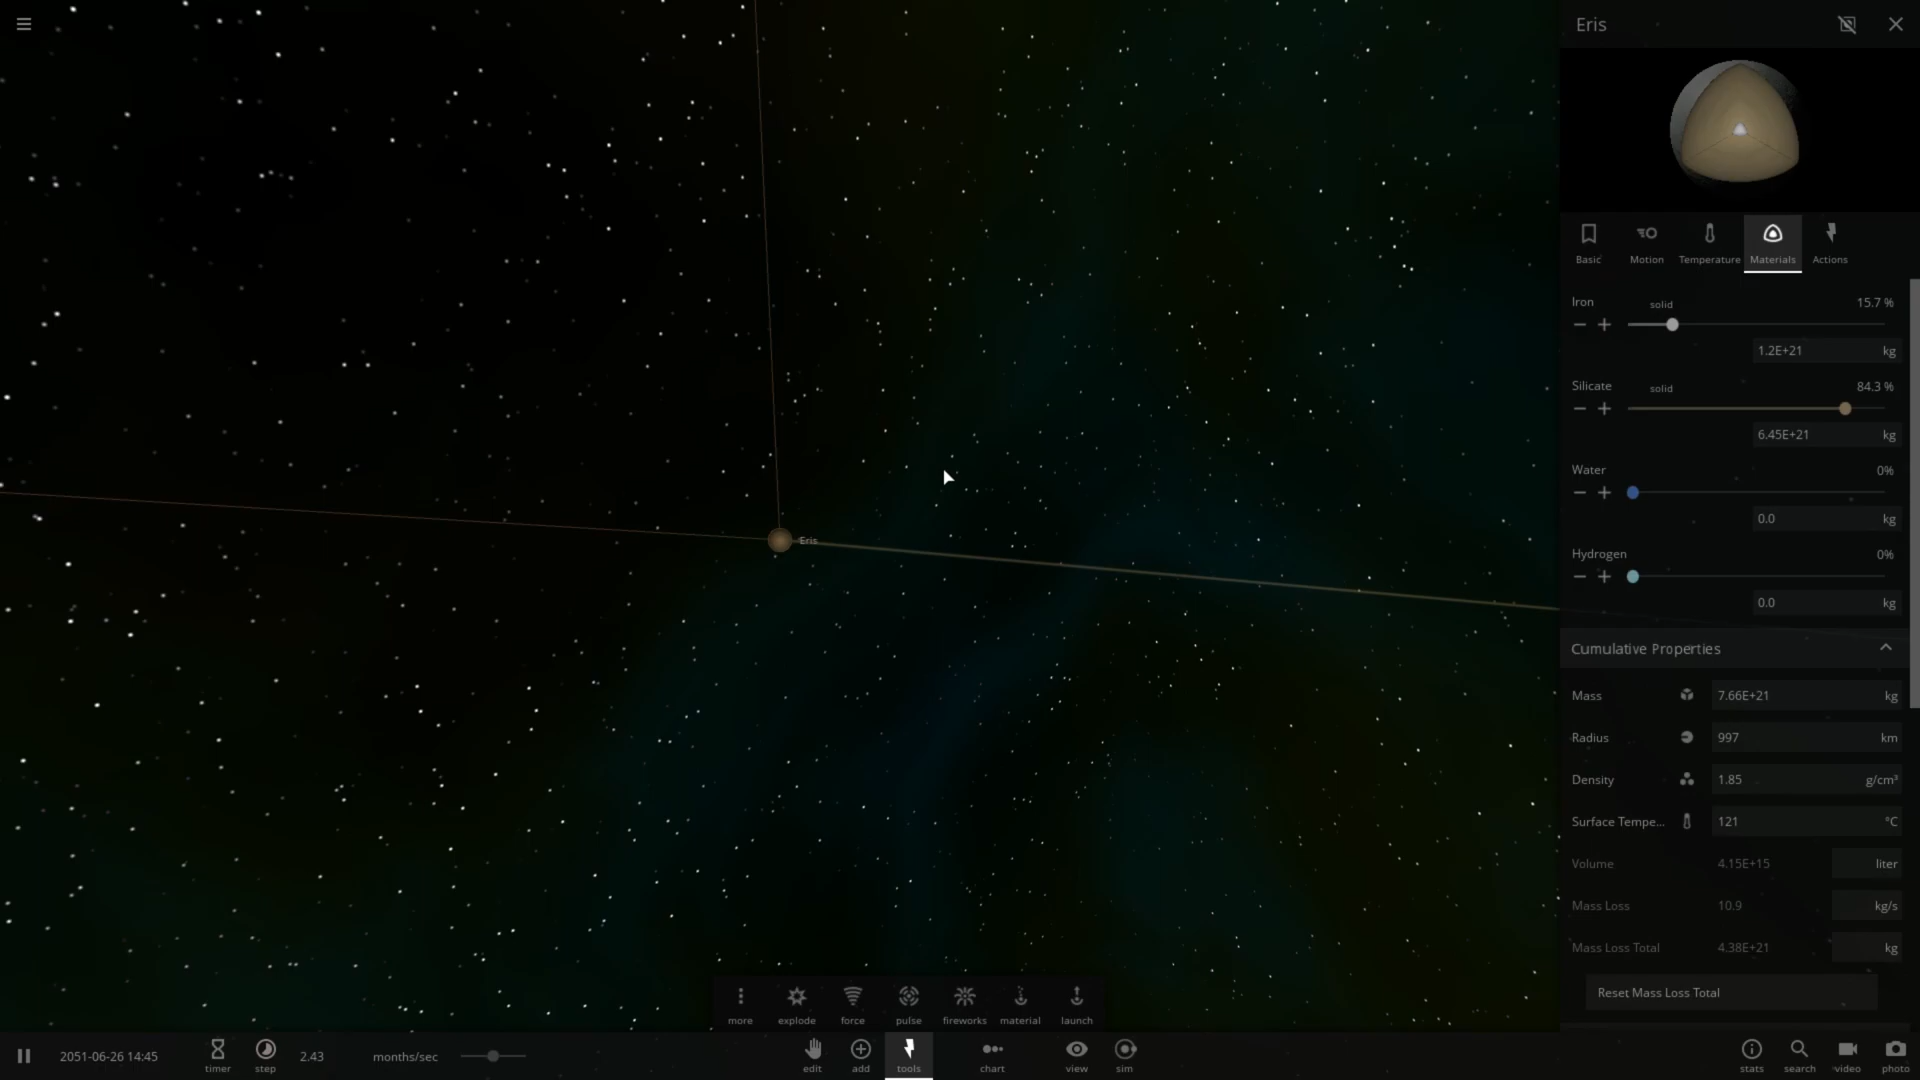 Eris
Basic
Motion
Temperature
Materials
Actions
Iron
solid
15.7 %
1.2E+21 kg
Silicate
solid
84.3 %
6.45E+21 kg
Water
0%
0.0 kg
Hydrogen
0%
0.0 kg
Cumulative Properties
Mass 7.66E+21 kg
Radius 997 km
Density 1.85 g/cm³
Surface Tempe... 121 °C
Volume 4.15E+15 liter
Mass Loss 10.9 kg/s
Mass Loss Total 4.38E+21 kg
Reset Mass Loss Total
Eris
more
explode
force
pulse
fireworks
material
launch
2051-06-26 14:45
timer
step
2.43 months/sec
edit
add
tools
chart
view
sim
stats
search
video
photo